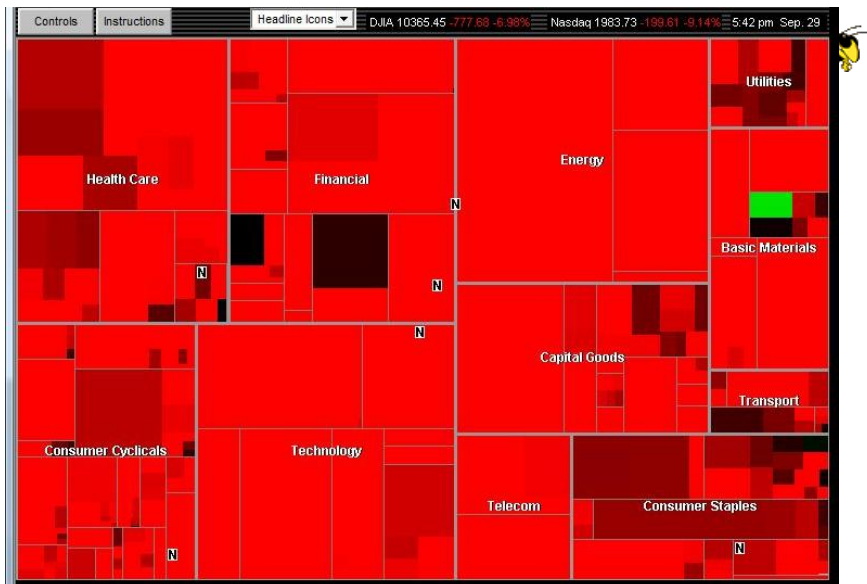 Controls Instructions Headline Icons DJIA 10365.45 -777.68 -6.98% Nasdaq 1983.73 -199.61 -9.14% 5:42 pm Sep. 29
Utilities
Energy
Health Care Financial
N
Basic Materials
N
N
N
Capital Goods
Transport
Consumer Cyclicals Technology
Telecom Consumer Staples
N
N